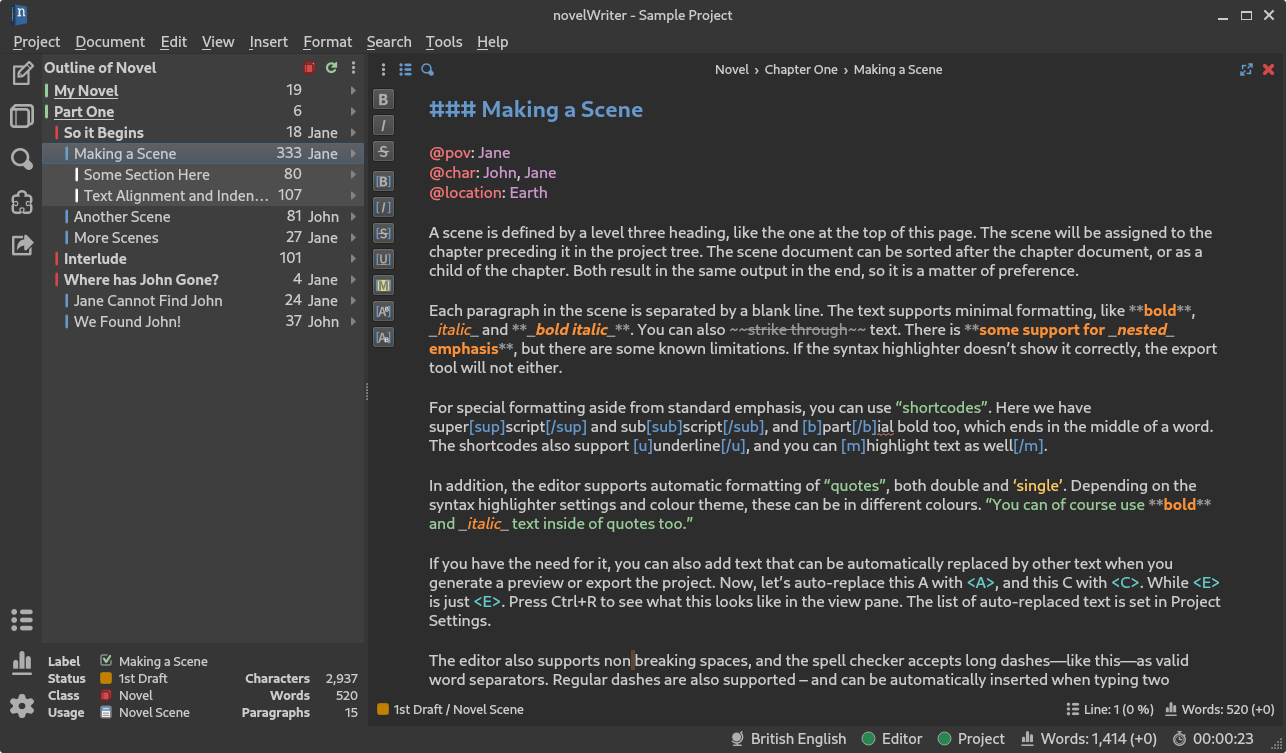 novelWriter - Sample Project
Project Document Edit View Insert Format Search Tools Help
Outline of Novel
My Novel 19
Part One 6
So it Begins 18 Jane
Making a Scene 333 Jane
Some Section Here 80
Text Alignment and Inden… 107
Another Scene 81 John
More Scenes 27 Jane
Interlude 101
Where has John Gone? 4 Jane
Jane Cannot Find John 24 Jane
We Found John! 37 John
Label Making a Scene
Status 1st Draft Characters 2,937
Class Novel Words 520
Usage Novel Scene Paragraphs 15
Novel › Chapter One › Making a Scene
B
I
S
[B]
[I]
[S]
[U]
[M]
### Making a Scene
@pov: Jane
@char: John, Jane
@location: Earth
A scene is defined by a level three heading, like the one at the top of this page. The scene will be assigned to the
chapter preceding it in the project tree. The scene document can be sorted after the chapter document, or as a
child of the chapter. Both result in the same output in the end, so it is a matter of preference.
Each paragraph in the scene is separated by a blank line. The text supports minimal formatting, like **bold**,
_italic_ and **_bold italic_**. You can also ~~strike through~~ text. There is **some support for _nested_
emphasis**, but there are some known limitations. If the syntax highlighter doesn’t show it correctly, the export
tool will not either.
For special formatting aside from standard emphasis, you can use “shortcodes”. Here we have
super[sup]script[/sup] and sub[sub]script[/sub], and [b]part[/b]ial bold too, which ends in the middle of a word.
The shortcodes also support [u]underline[/u], and you can [m]highlight text as well[/m].
In addition, the editor supports automatic formatting of “quotes”, both double and ‘single’. Depending on the
syntax highlighter settings and colour theme, these can be in different colours. “You can of course use **bold**
and _italic_ text inside of quotes too.”
If you have the need for it, you can also add text that can be automatically replaced by other text when you
generate a preview or export the project. Now, let’s auto-replace this A with <A>, and this C with <C>. While <E>
is just <E>. Press Ctrl+R to see what this looks like in the view pane. The list of auto-replaced text is set in Project
Settings.
The editor also supports non breaking spaces, and the spell checker accepts long dashes—like this—as valid
word separators. Regular dashes are also supported – and can be automatically inserted when typing two
1st Draft / Novel Scene Line: 1 (0 %) Words: 520 (+0)
British English Editor Project Words: 1,414 (+0) 00:00:23